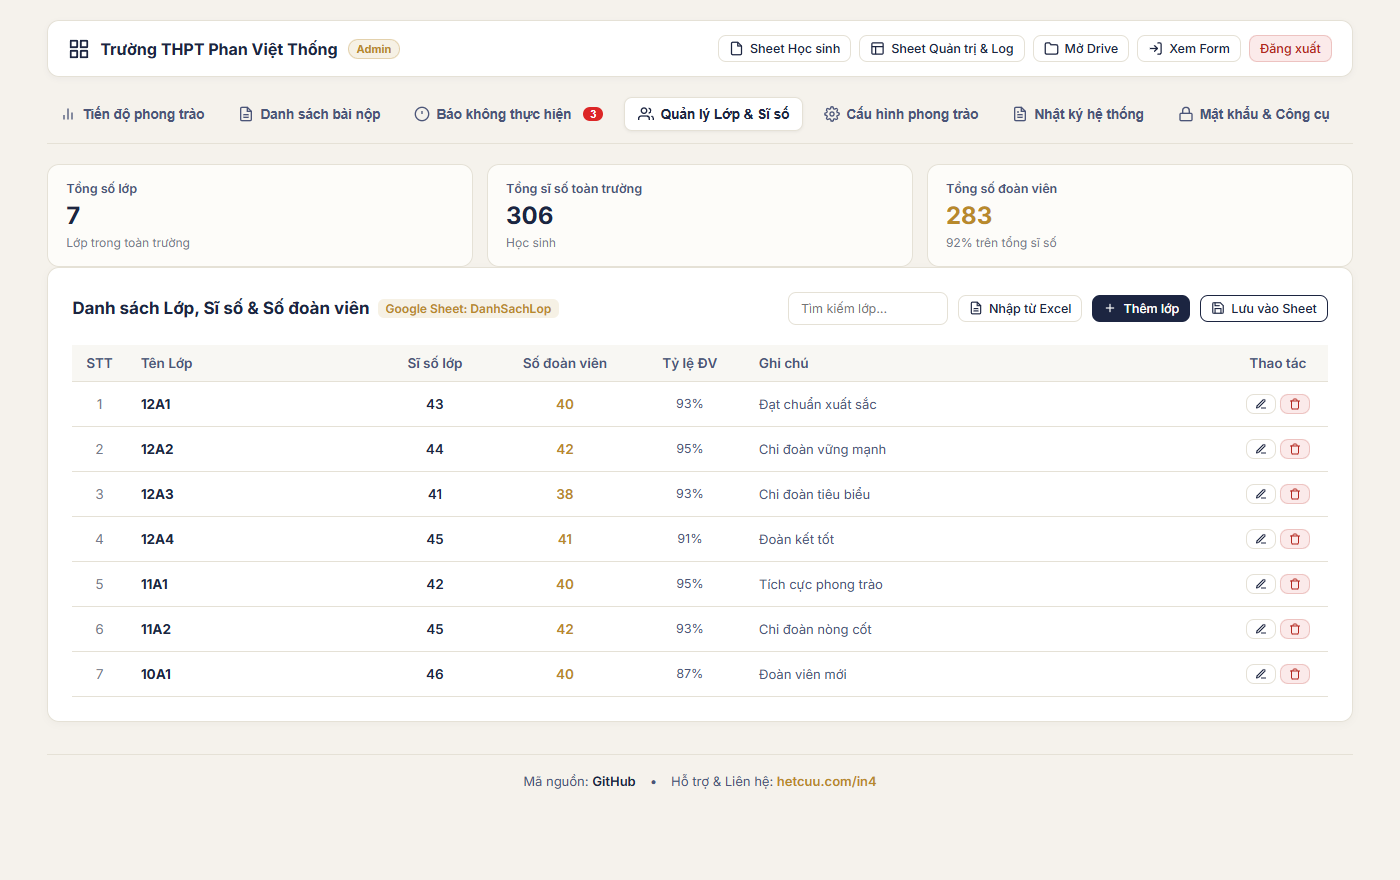 Trường THPT Phan Việt Thống Admin Sheet Học sinh Sheet Quản trị & Log Mở Drive Xem Form Đăng xuất
Tiến độ phong trào Danh sách bài nộp Báo không thực hiện 3 Quản lý Lớp & Sĩ số Cấu hình phong trào Nhật ký hệ thống Mật khẩu & Công cụ
Tổng số lớp
7
Lớp trong toàn trường
Tổng sĩ số toàn trường
306
Học sinh
Tổng số đoàn viên
283
92% trên tổng sĩ số
Danh sách Lớp, Sĩ số & Số đoàn viên Google Sheet: DanhSachLop Tìm kiếm lớp... Nhập từ Excel + Thêm lớp Lưu vào Sheet
STT Tên Lớp Sĩ số lớp Số đoàn viên Tỷ lệ ĐV Ghi chú Thao tác
1 12A1 43 40 93% Đạt chuẩn xuất sắc
2 12A2 44 42 95% Chi đoàn vững mạnh
3 12A3 41 38 93% Chi đoàn tiêu biểu
4 12A4 45 41 91% Đoàn kết tốt
5 11A1 42 40 95% Tích cực phong trào
6 11A2 45 42 93% Chi đoàn nòng cốt
7 10A1 46 40 87% Đoàn viên mới
Mã nguồn: GitHub • Hỗ trợ & Liên hệ: hetcuu.com/in4